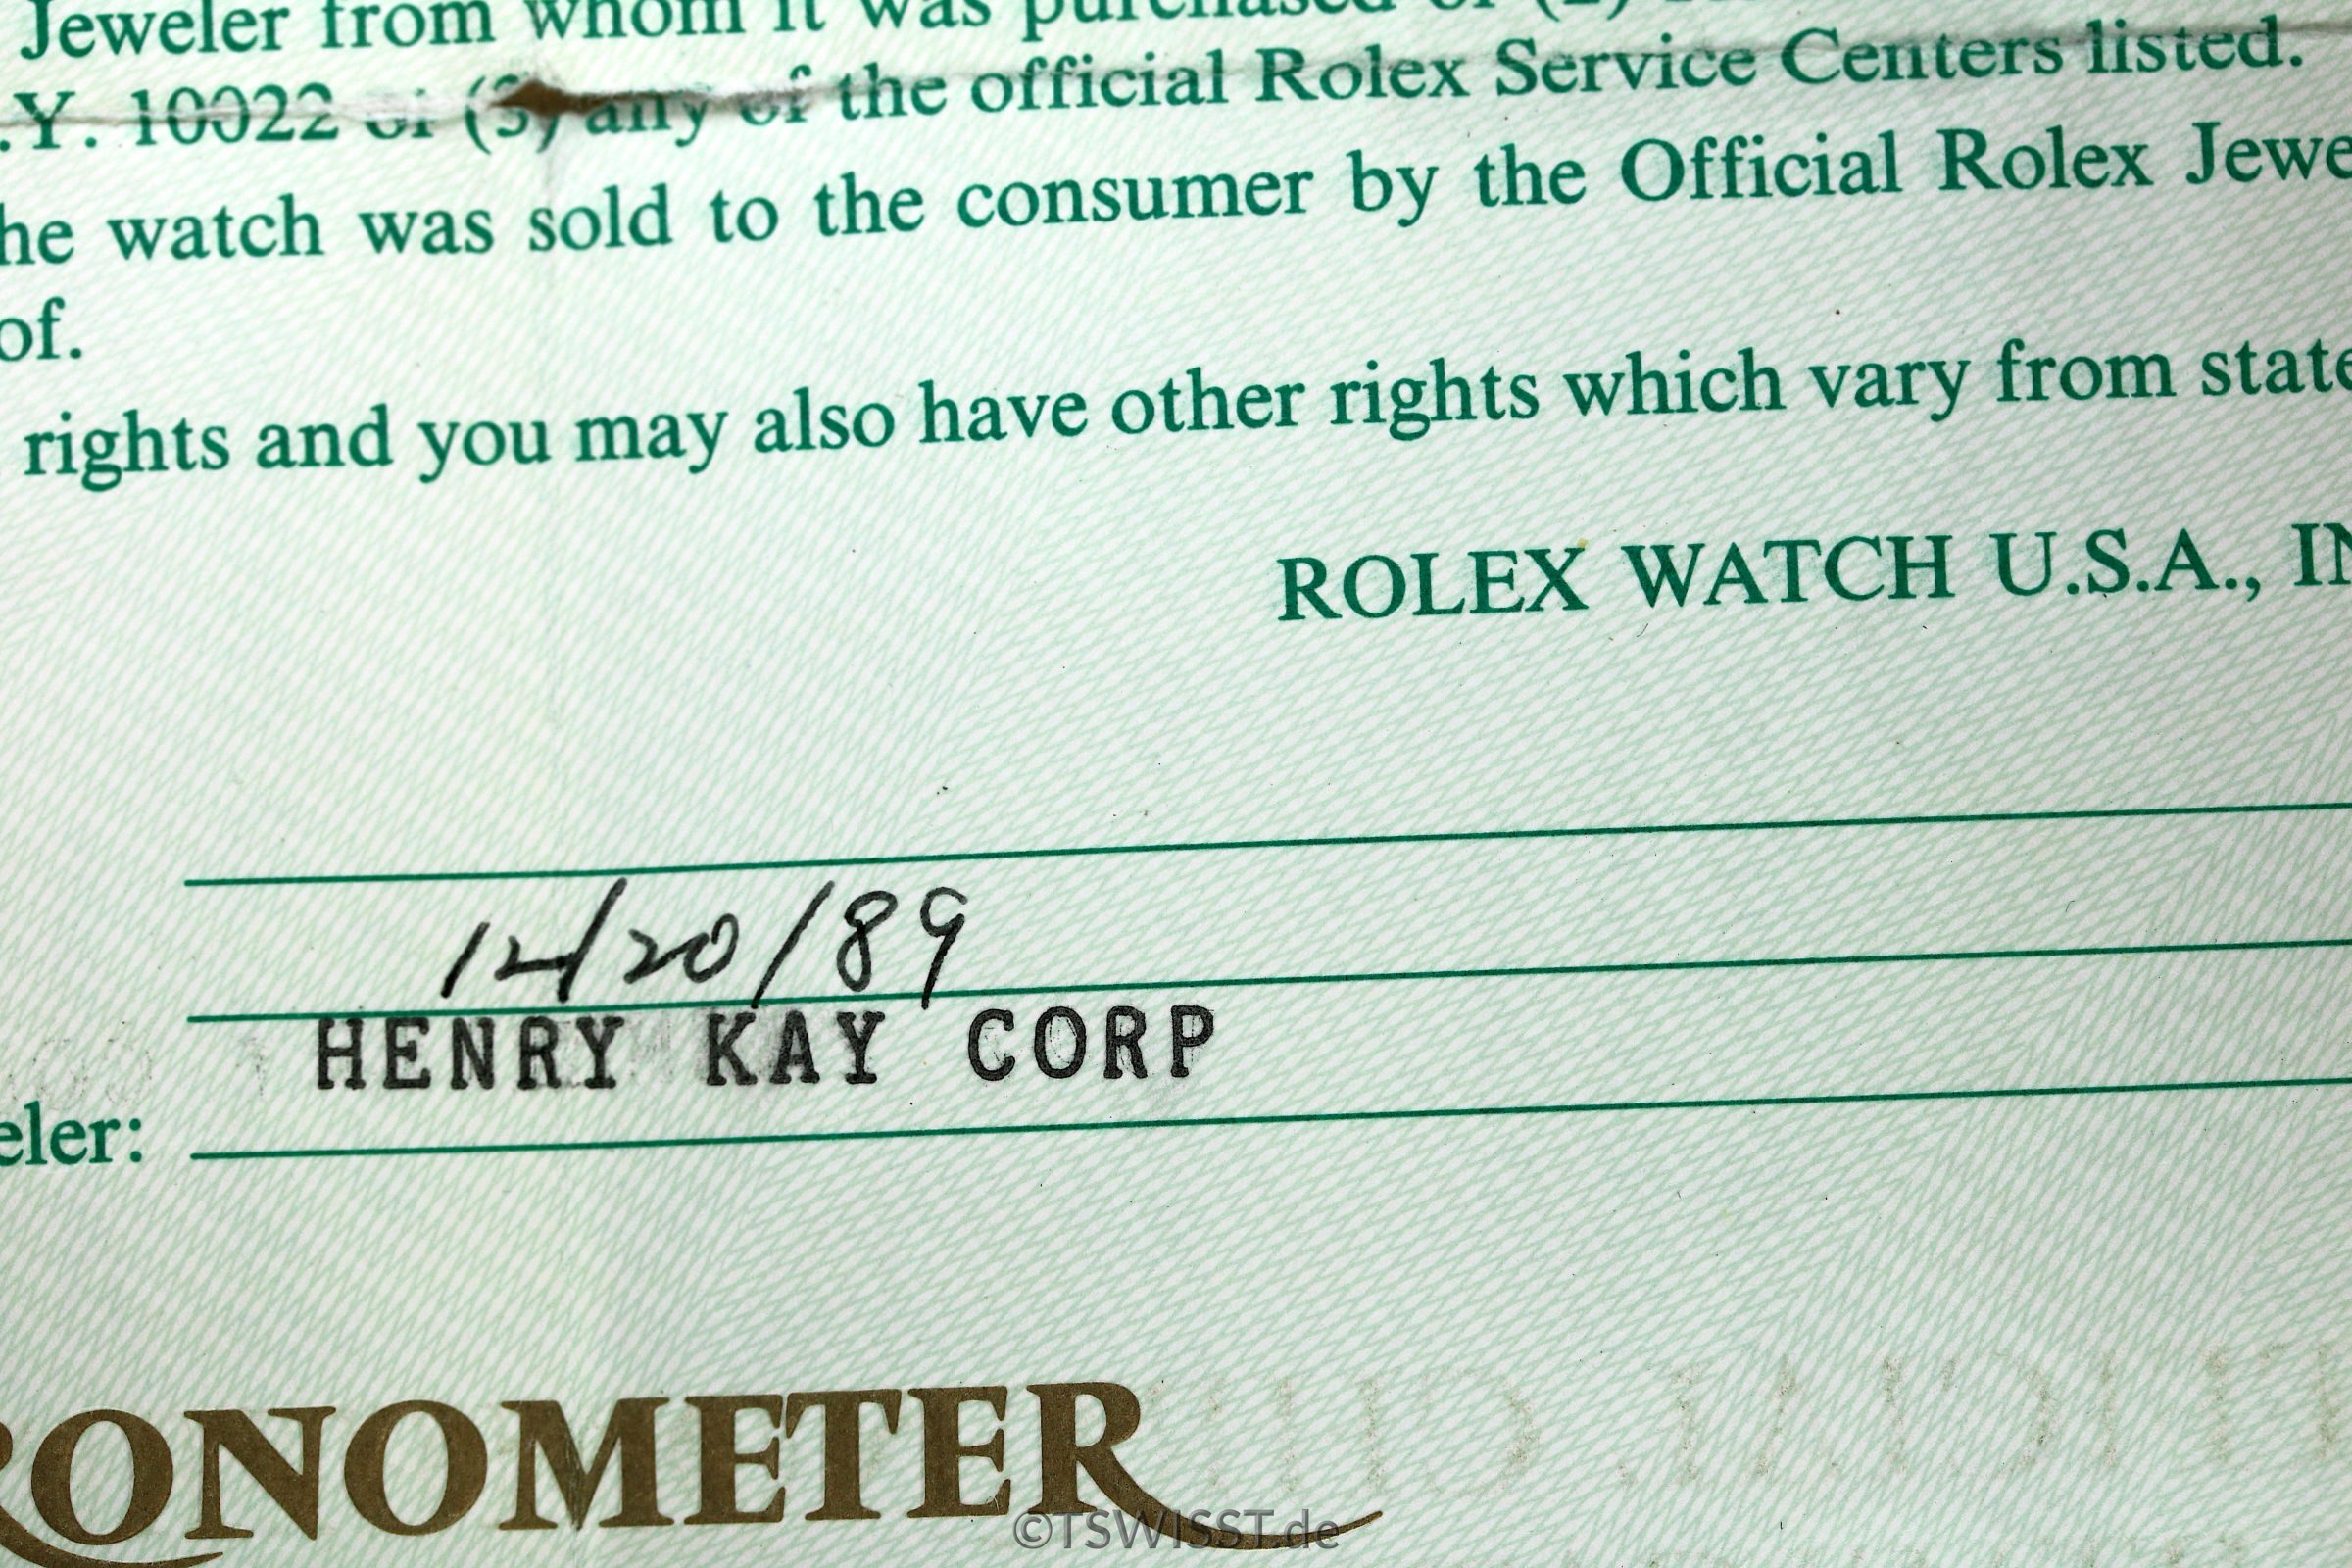 Jeweler from whom it was purchased or (2)
.Y. 10022 or (3) any of the official Rolex Service Centers listed.
he watch was sold to the consumer by the Official Rolex Jewe
of.
rights and you may also have other rights which vary from state
ROLEX WATCH U.S.A., IN
12/20/89
HENRY KAY CORP
eler:
RONOMETER
©TSWISST.de